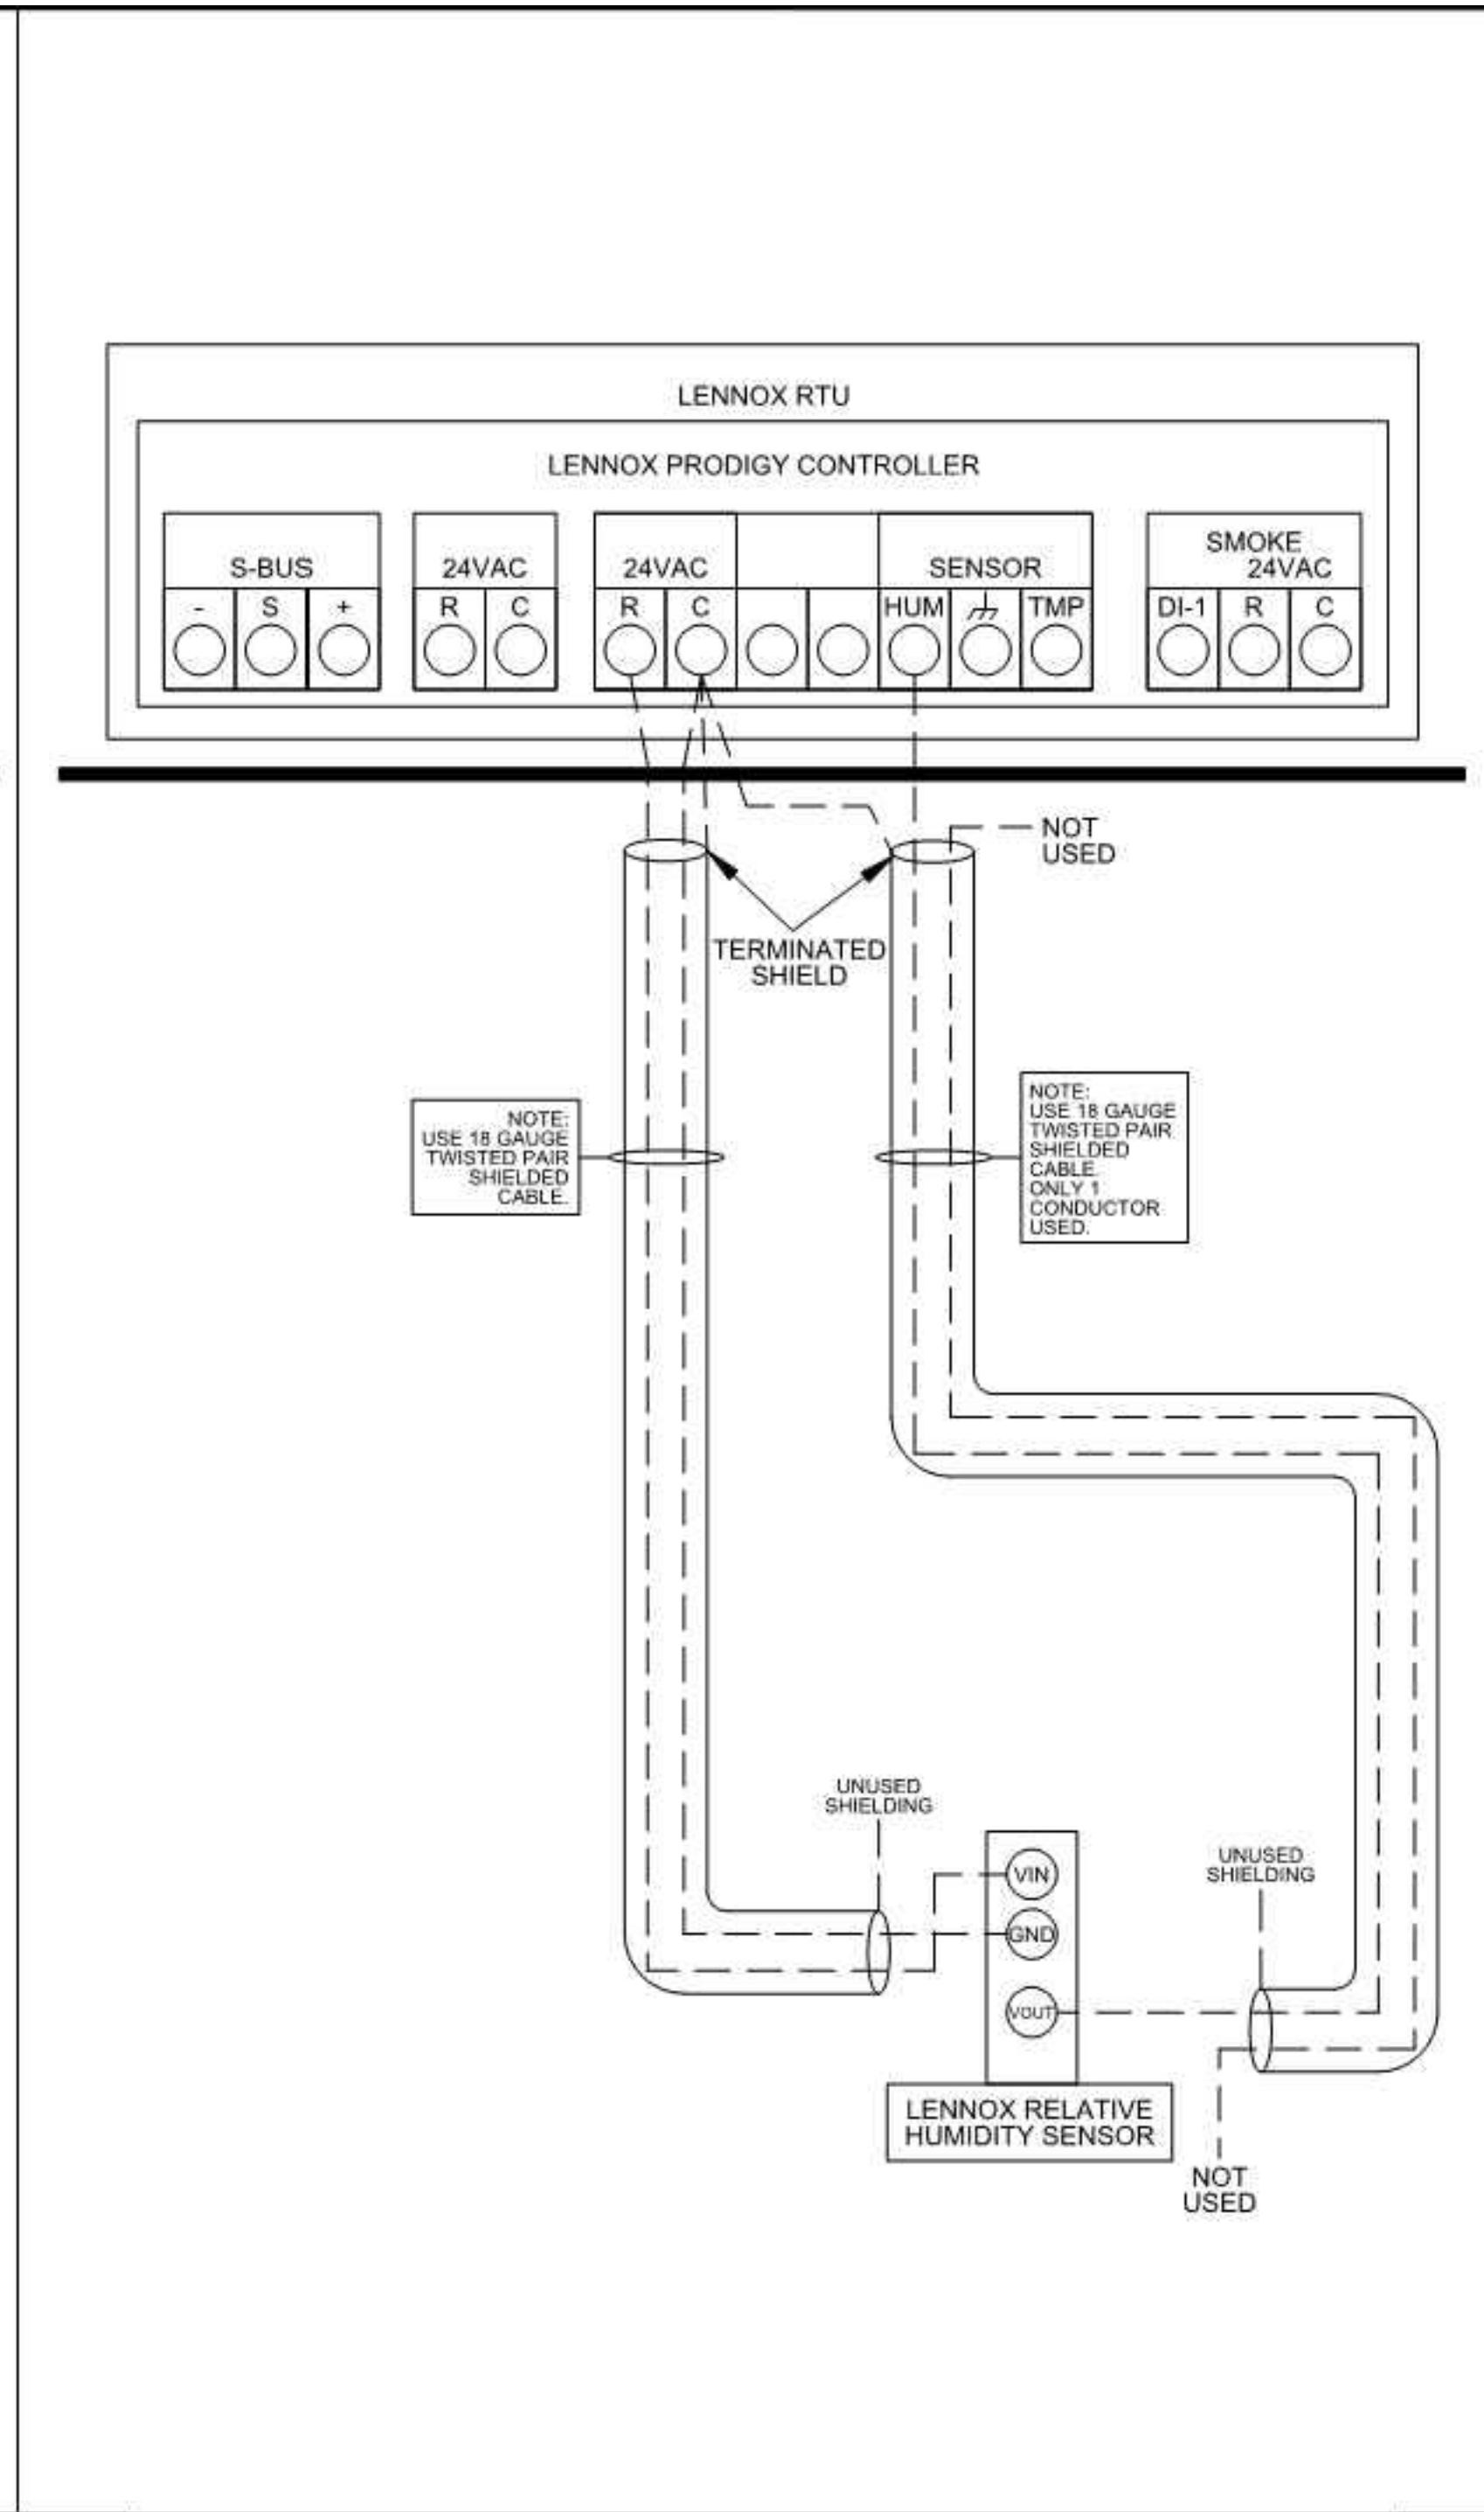 LENNOX RTU
LENNOX PRODIGY CONTROLLER
S-BUS
- S +
24VAC
R C
24VAC
R C
SENSOR
HUM TMP
SMOKE
24VAC
DI-1 R C
NOT
USED
TERMINATED
SHIELD
NOTE:
USE 18 GAUGE
TWISTED PAIR
SHIELDED
CABLE.
NOTE:
USE 18 GAUGE
TWISTED PAIR
SHIELDED
CABLE.
ONLY 1
CONDUCTOR
USED.
UNUSED
SHIELDING
VIN
GND
VOUT
UNUSED
SHIELDING
LENNOX RELATIVE
HUMIDITY SENSOR
NOT
USED